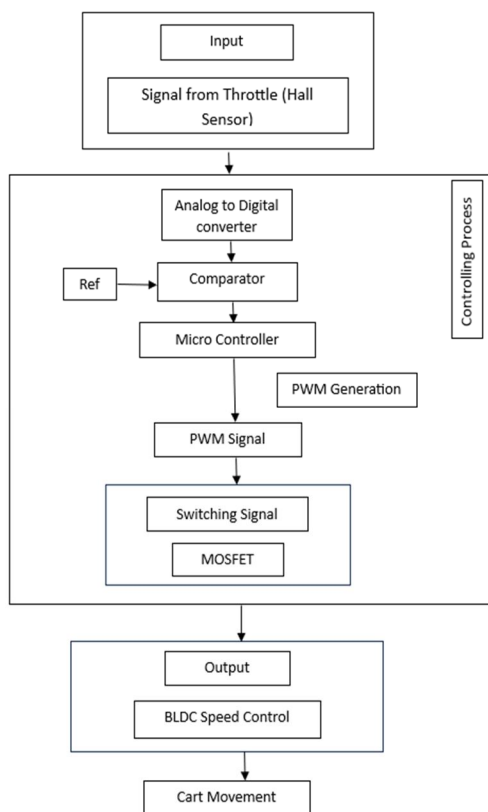 Input
Signal from Throttle (Hall
Sensor)
Controlling Process
Analog to Digital
converter
Ref
Comparator
Micro Controller
PWM Generation
PWM Signal
Switching Signal
MOSFET
Output
BLDC Speed Control
Cart Movement